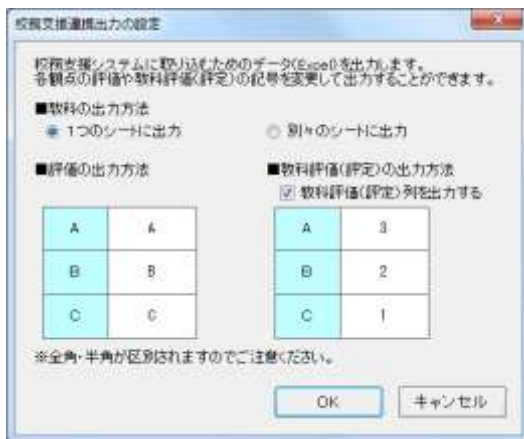 校務支援連携出力の設定
校務支援システムに取り込むためのデータ(Excel)を出力します。
各観点の評価や教科評価(評定)の記号を変更して出力することができます。
■教科の出力方法
1つのシートに出力
別々のシートに出力
■評価の出力方法
■教科評価(評定)の出力方法
教科評価(評定)列を出力する
A A
B B
C C
A 3
B 2
C 1
※全角・半角が区別されますのでご注意ください。
OK
キャンセル